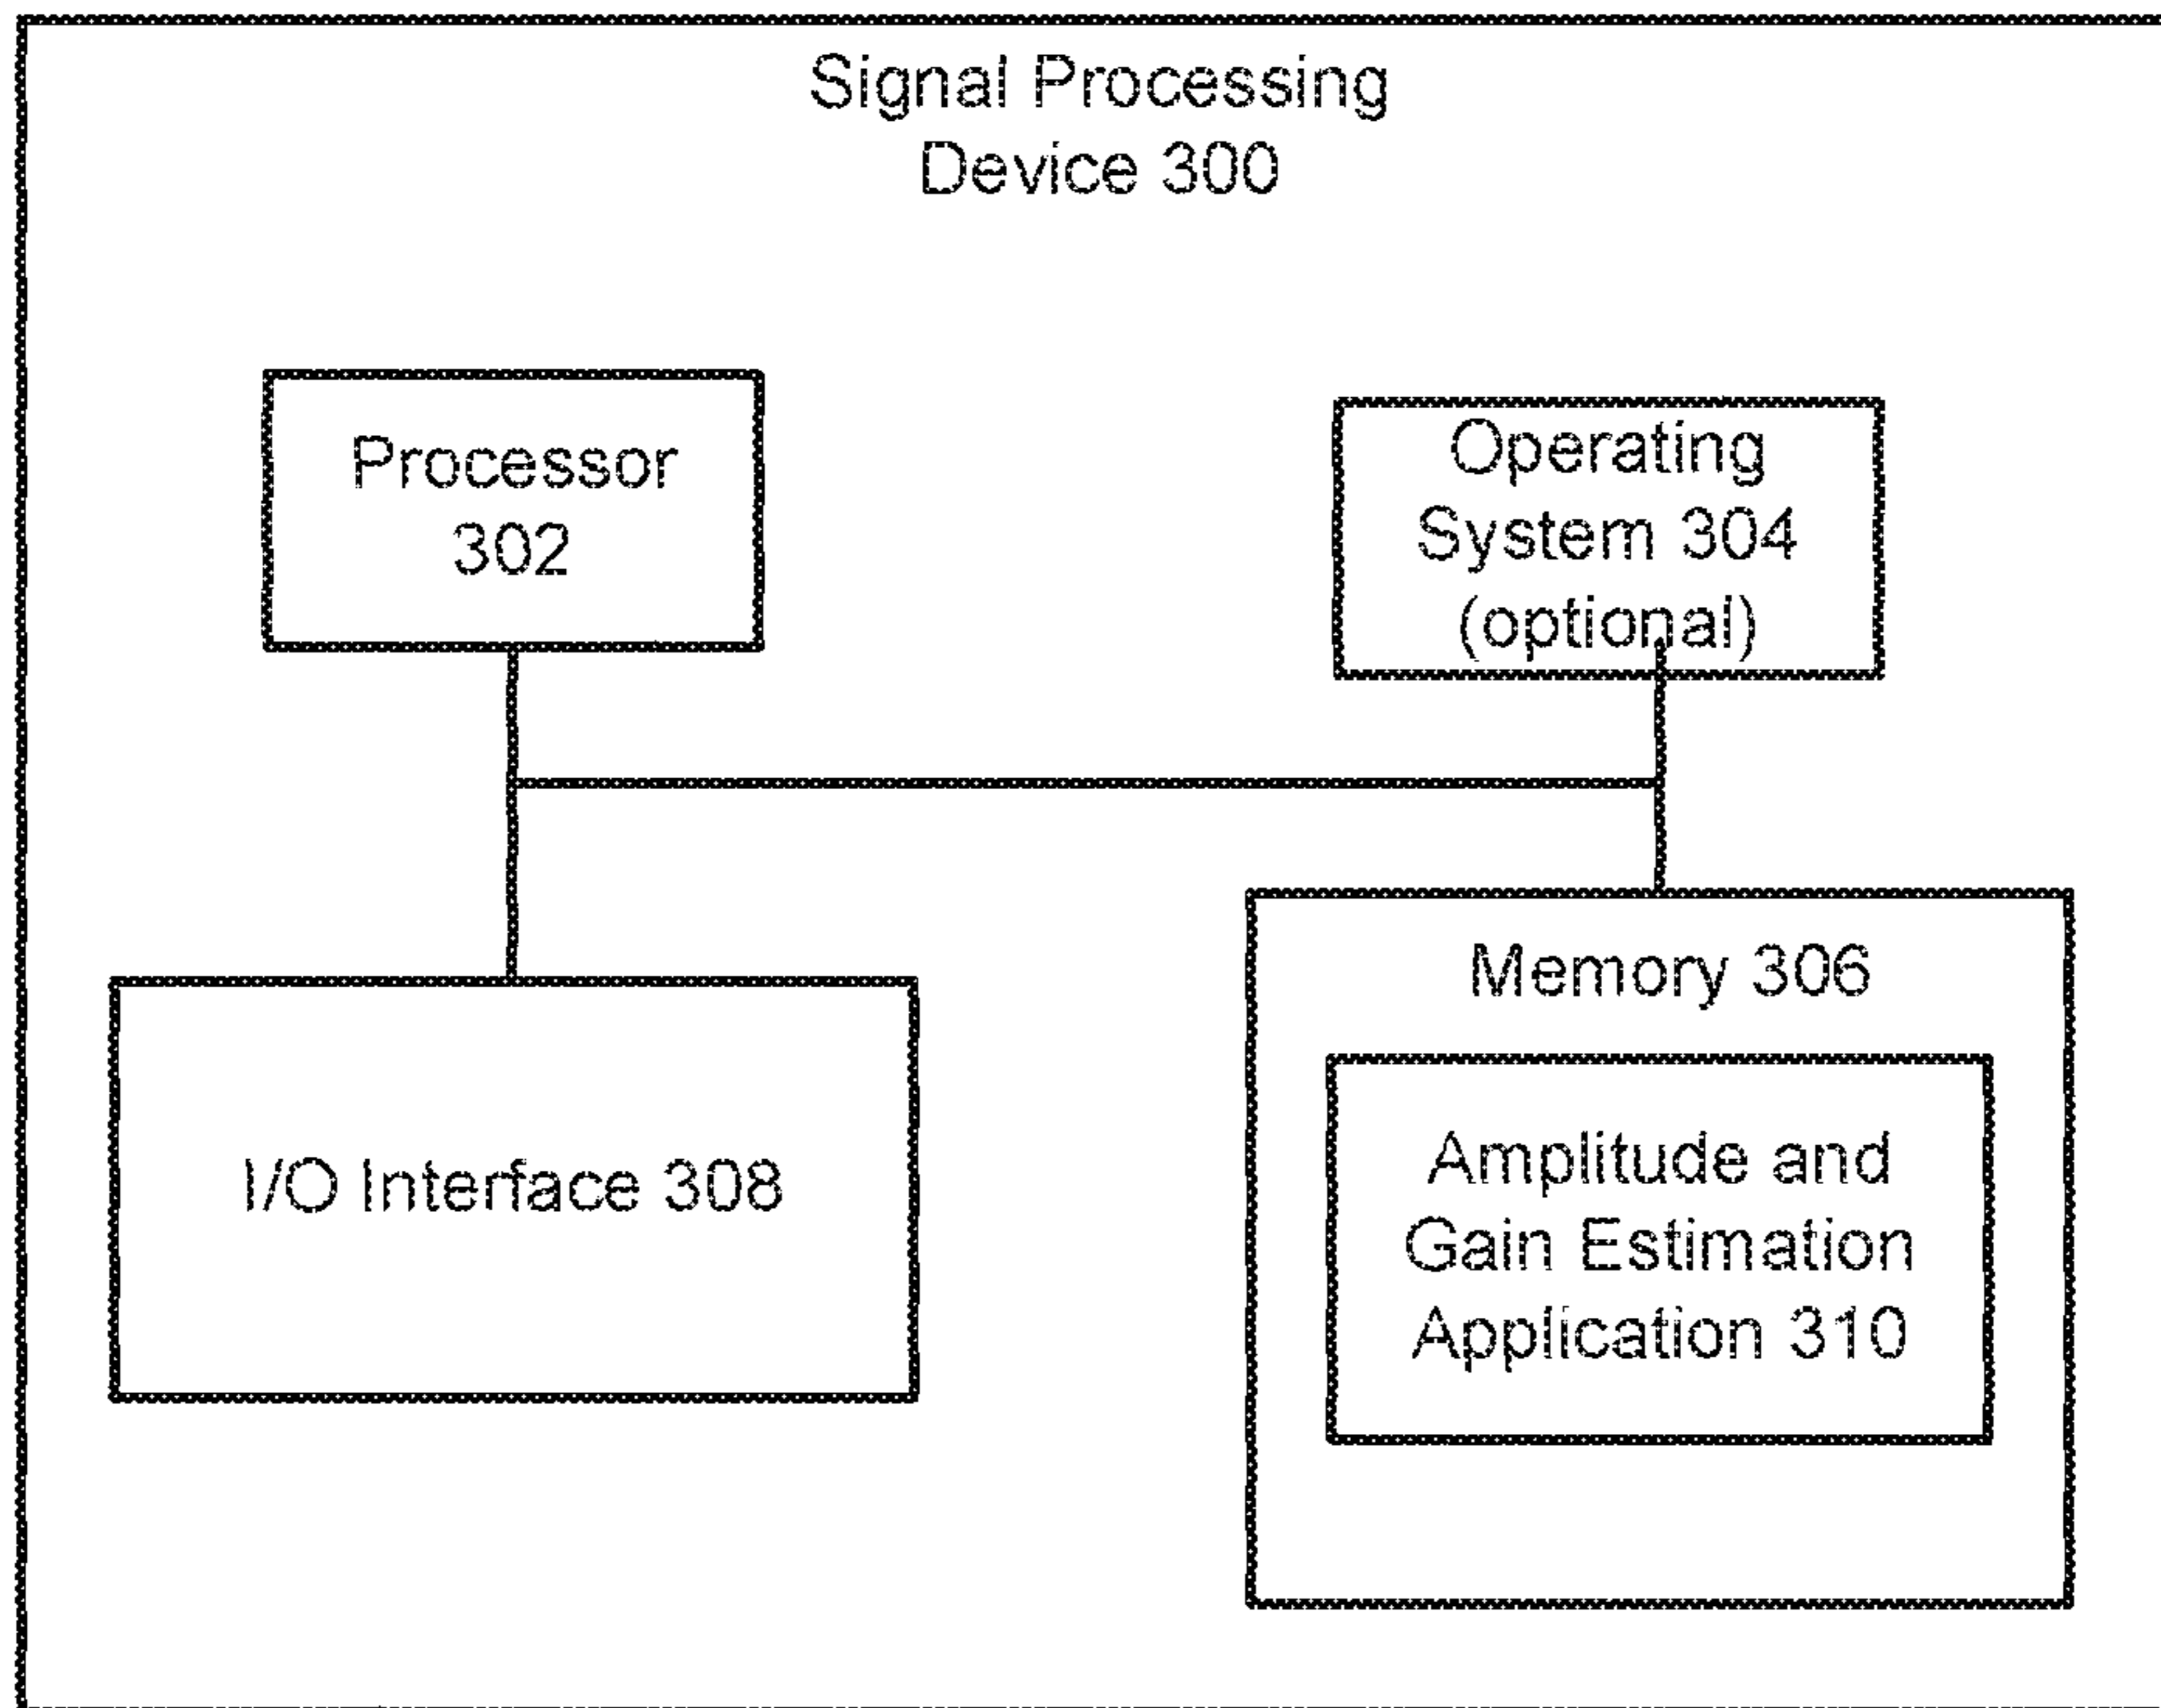 Signal Processing
Device 300
Processor
302
Operating
System 304
(optional)
I/O Interface 308
Memory 306
Amplitude and
Gain Estimation
Application 310